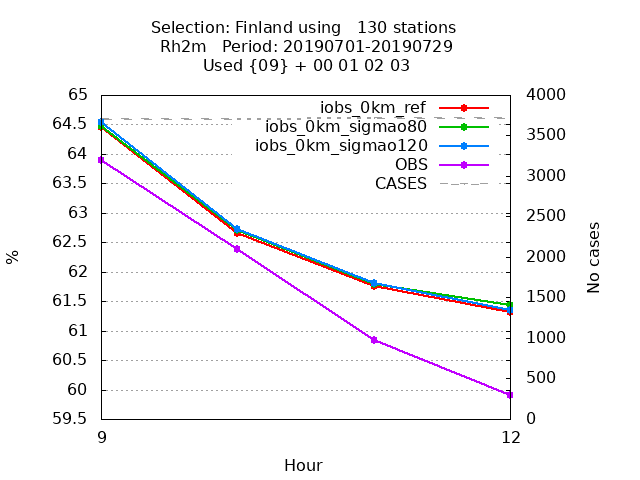 Selection: Finland using   130 stations
Rh2m   Period: 20190701-20190729
Used {09} + 00 01 02 03
65
64.5
64
63.5
63
62.5
62
61.5
61
60.5
60
59.5
4000
3500
3000
2500
2000
1500
1000
500
0
iobs_0km_ref
iobs_0km_sigmao80
iobs_0km_sigmao120
OBS
CASES
%
No cases
9
12
Hour